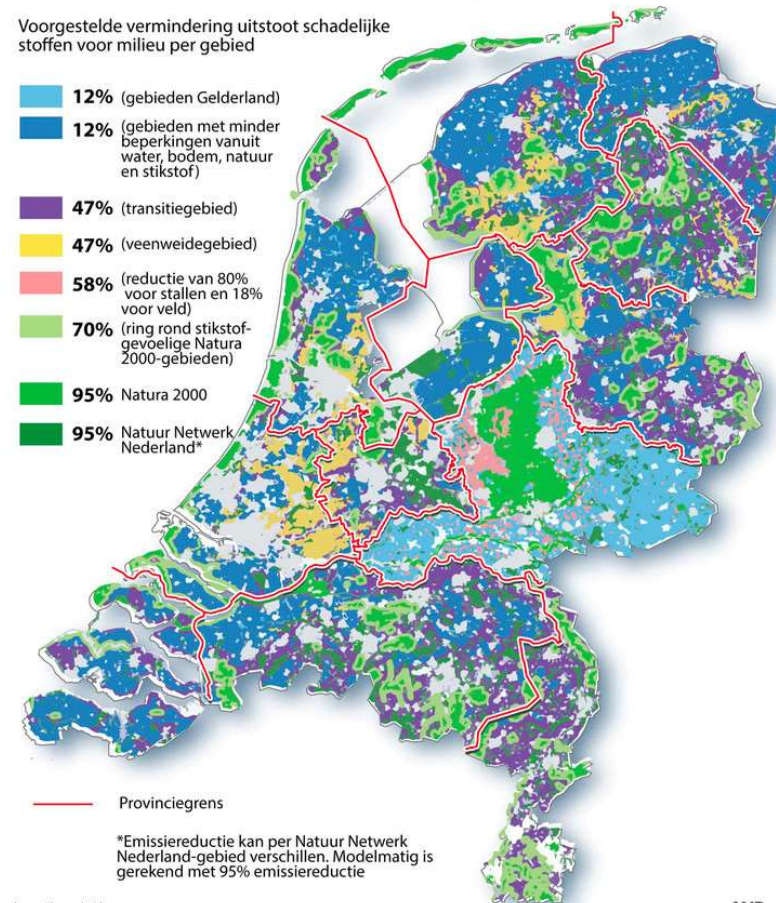 Voorgestelde vermindering uitstoot schadelijke
stoffen voor milieu per gebied
12% (gebieden Gelderland)
12% (gebieden met minder
beperkingen vanuit
water, bodem, natuur
en stikstof)
47% (transitiegebied)
47% (veenweidegebied)
58% (reductie van 80%
voor stallen en 18%
voor veld)
70% (ring rond stikstof-
gevoelige Natura
2000-gebieden)
95% Natura 2000
95% Natuur Netwerk
Nederland*
Provinciegrens
*Emissiereductie kan per Natuur Netwerk
Nederland-gebied verschillen. Modelmatig is
gerekend met 95% emissiereductie